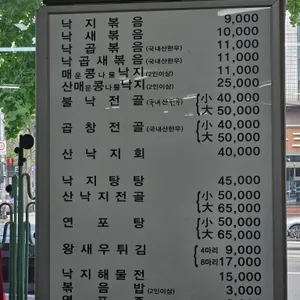 낙지볶음 9,000
낙새볶음 10,000
낙곱볶음(국내산한우) 11,000
낙곱새볶음(국내산한우) 11,000
매운콩나물낙지(2인이상) 11,000
산매운콩나물낙지(2인이상) 25,000
불낙전골(국내산한우) {小 40,000
大 50,000
곱창전골(국내산한우) {小 40,000
大 50,000
산낙지회 40,000
낙지탕탕 45,000
산낙지전골 {小 50,000
大 65,000
연포탕 {小 50,000
大 65,000
왕새우튀김 {4마리 9,000
8마리 17,000
낙지해물전 15,000
볶음밥(2인이상) 3,000